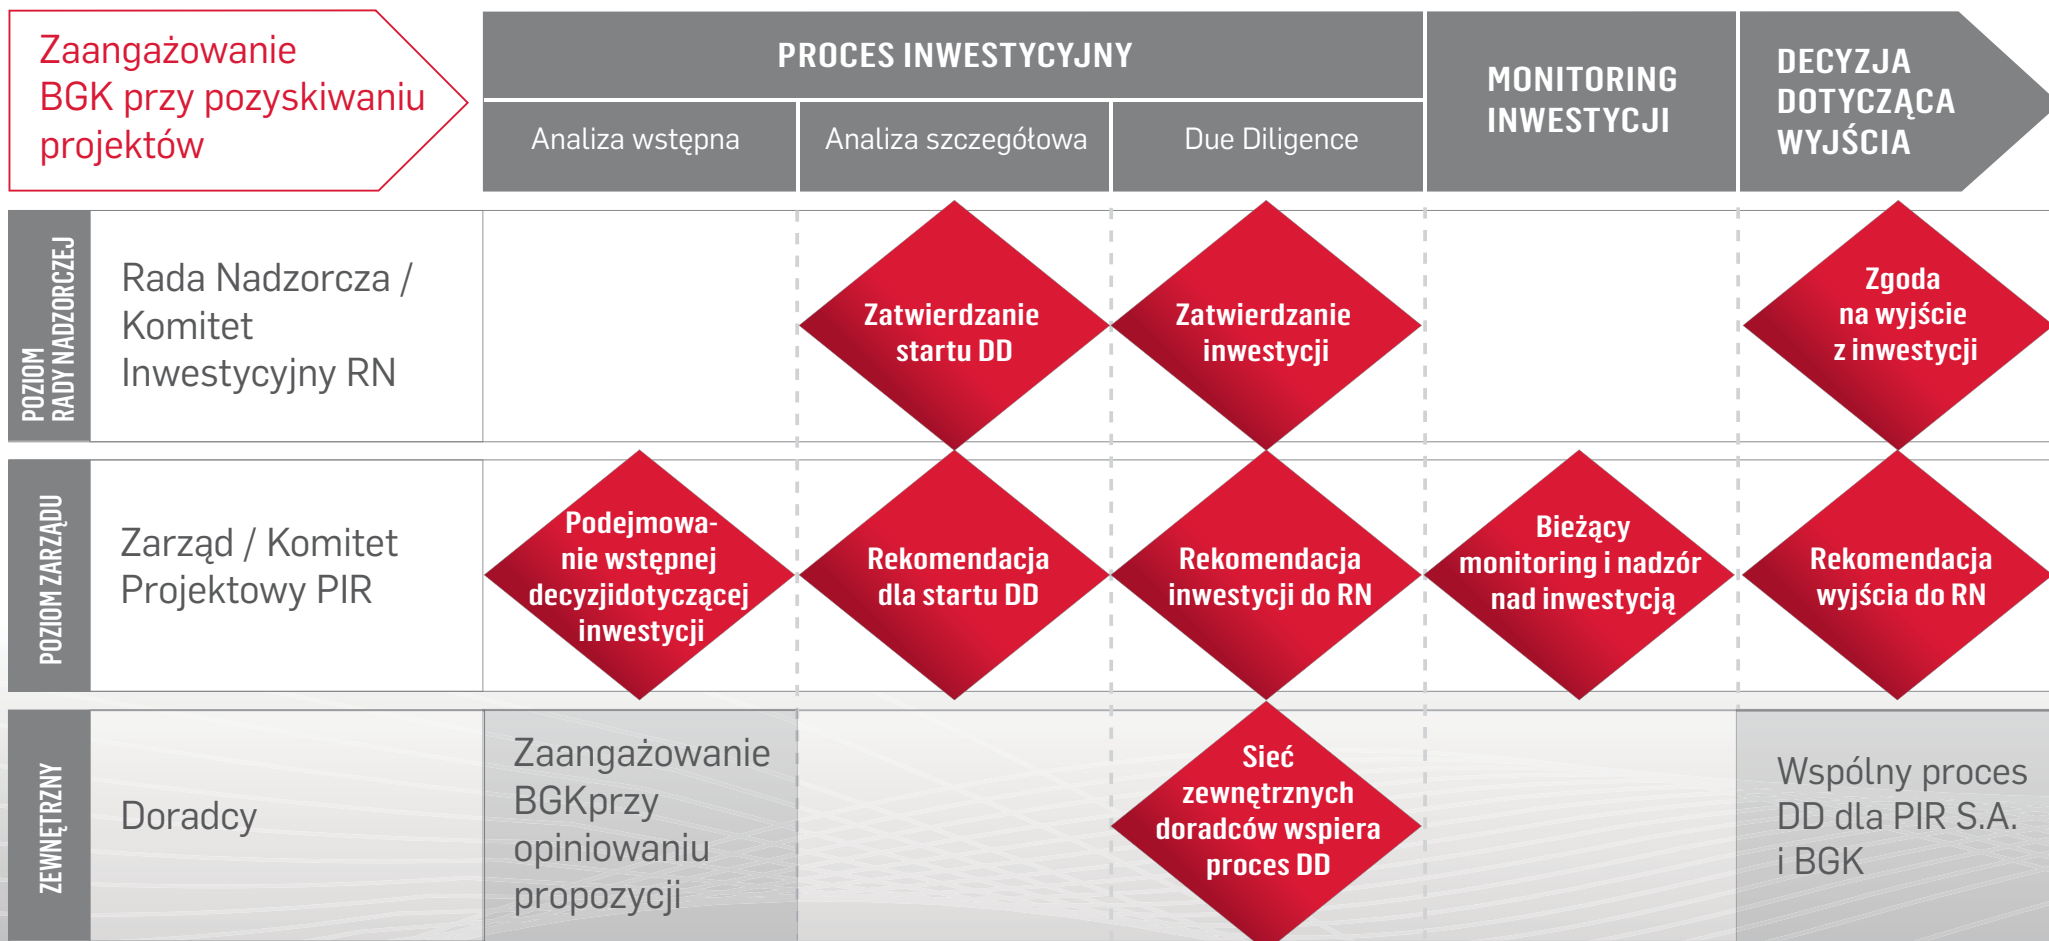 Zaangażowanie
BGK przy pozyskiwaniu
projektów
PROCES INWESTYCYJNY
Analiza wstępna
Analiza szczegółowa
Due Diligence
MONITORING
INWESTYCJI
DECYZJA
DOTYCZĄCA
WYJŚCIA
POZIOM
RADY NADZORCZEJ
Rada Nadzorcza /
Komitet
Inwestycyjny RN
Zatwierdzanie
startu DD
Zatwierdzanie
inwestycji
Zgoda
na wyjście
z inwestycji
POZIOM ZARZĄDU
Zarząd / Komitet
Projektowy PIR
Podejmowa-
nie wstępnej
decyzjidotyczącej
inwestycji
Rekomendacja
dla startu DD
Rekomendacja
inwestycji do RN
Bieżący
monitoring i nadzór
nad inwestycją
Rekomendacja
wyjścia do RN
ZEWNĘTRZNY
Doradcy
Zaangażowanie
BGKprzy
opiniowaniu
propozycji
Sieć
zewnętrznych
doradców wspiera
proces DD
Wspólny proces
DD dla PIR S.A.
i BGK